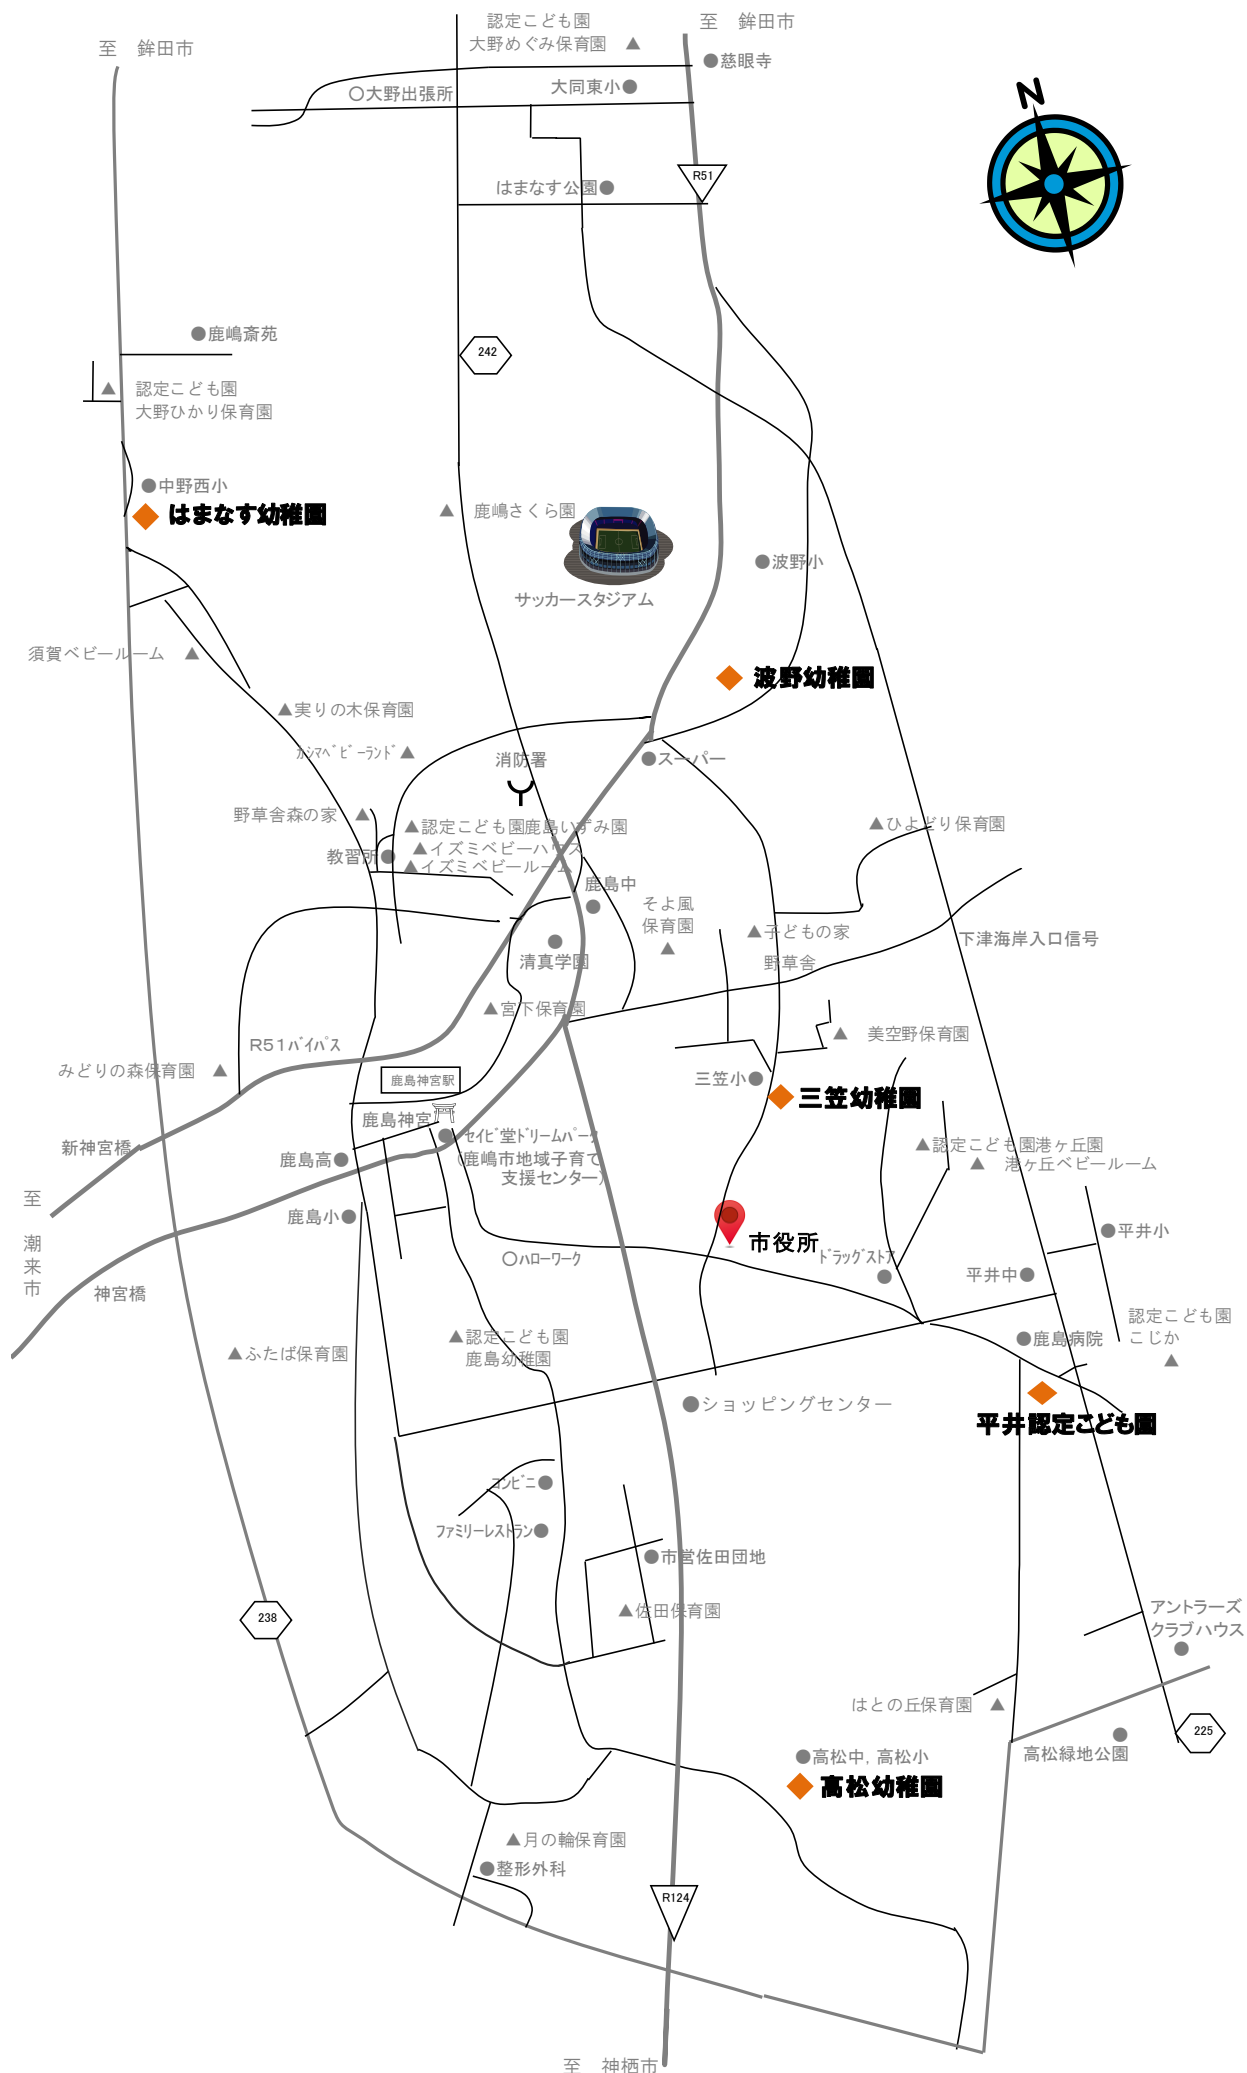 認定こども園
大野めぐみ保育園
至　鉾田市
至　鉾田市
慈眼寺
大同東小
大野出張所
N
R51
はまなす公園
鹿嶋斎苑
242
認定こども園
大野ひかり保育園
中野西小
はまなす幼稚園
鹿嶋さくら園
波野小
サッカースタジアム
須賀ベビールーム
波野幼稚園
実りの木保育園
カシマベビーランド
消防署
スーパー
野草舎森の家
認定こども園鹿島いずみ園
ひよどり保育園
イズミベビーハウス
教習所
イズミベビールーム
鹿島中
そよ風
保育園
子どもの家
野草舎
下津海岸入口信号
清真学園
宮下保育園
美空野保育園
R51バイパス
みどりの森保育園
鹿島神宮駅
三笠小
三笠幼稚園
鹿島神宮
セイビ堂ドリームパーク
(鹿嶋市地域子育て
支援センター)
新神宮橋
鹿島高
認定こども園港ヶ丘園
港ヶ丘ベビールーム
至
潮
来
市
鹿島小
平井小
市役所
ハローワーク
ドラッグストア
平井中
神宮橋
認定こども園
こじか
認定こども園
鹿島幼稚園
鹿島病院
ふたば保育園
ショッピングセンター
平井認定こども園
コンビニ
ファミリーレストラン
市営佐田団地
佐田保育園
アントラーズ
クラブハウス
238
はとの丘保育園
225
高松緑地公園
高松中, 高松小
高松幼稚園
月の輪保育園
整形外科
R124
至　神栖市